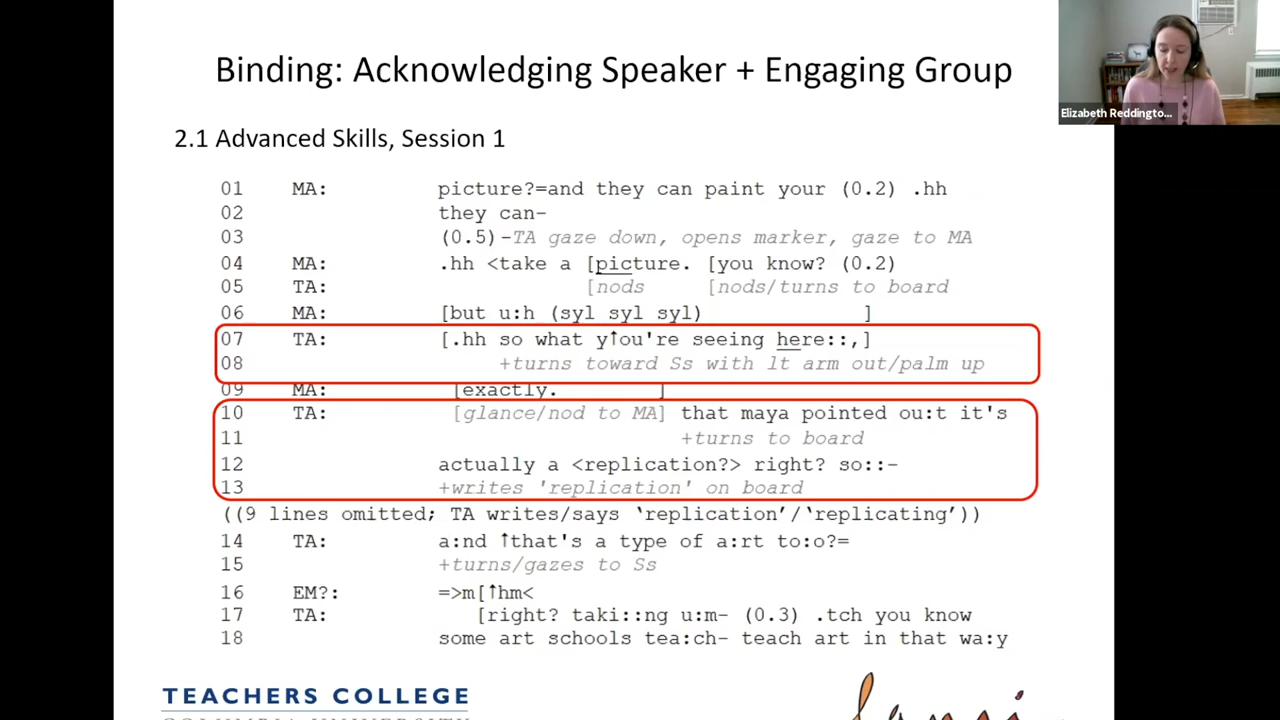 Binding: Acknowledging Speaker + Engaging Group
Elizabeth Reddingto...
2.1 Advanced Skills, Session 1
01 MA: picture?=and they can paint your (0.2) .hh
02 they can-
03 (0.5)-TA gaze down, opens marker, gaze to MA
04 MA: .hh <take a [picture. [you know? (0.2)
05 TA: [nods [nods/turns to board
06 MA: [but u:h (syl syl syl) ]
07 TA: [.hh so what y↑ou're seeing here::,]
08 +turns toward Ss with lt arm out/palm up
09 MA: [exactly. ]
10 TA: [glance/nod to MA] that maya pointed ou:t it's
11 +turns to board
12 actually a <replication?> right? so::-
13 +writes 'replication' on board
((9 lines omitted; TA writes/says ‘replication’/‘replicating’))
14 TA: a:nd ↑that's a type of a:rt to:o?=
15 +turns/gazes to Ss
16 EM?: =>m[↑hm<
17 TA: [right? taki::ng u:m- (0.3) .tch you know
18 some art schools tea:ch- teach art in that wa:y
TEACHERS COLLEGE
COLUMBIA UNIVERSITY